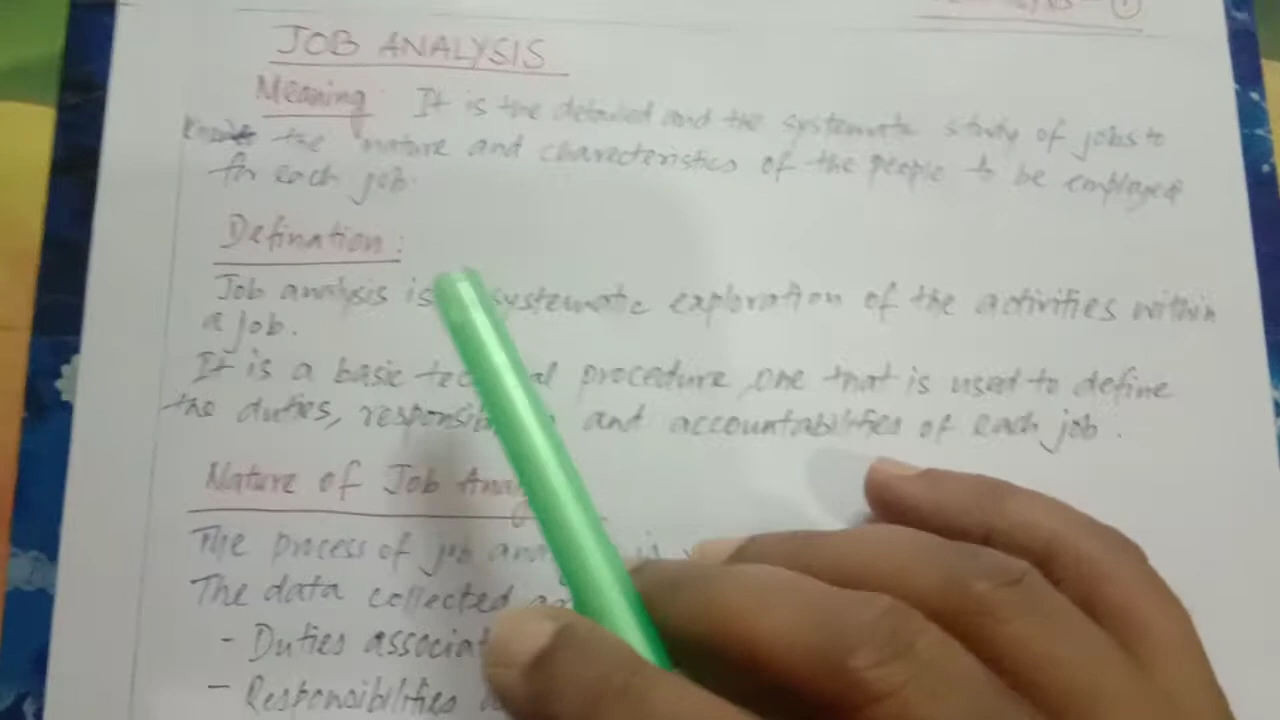 JOB ANALYSIS
Meaning: It is the detailed and the systematic study of jobs to
the nature and charecteristics of the people to be employed
for each job.
Defination:
Job analysis is systematic exploration of the activities within
a job.
It is a basic procedure, one that is used to define
the duties, and accountabilities of each job.
Nature of Job
The process of job is
The data collected
- Duties
- Responsibilities